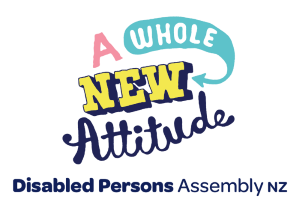 A WHOLE
NEW
Attitude
Disabled Persons Assembly NZ